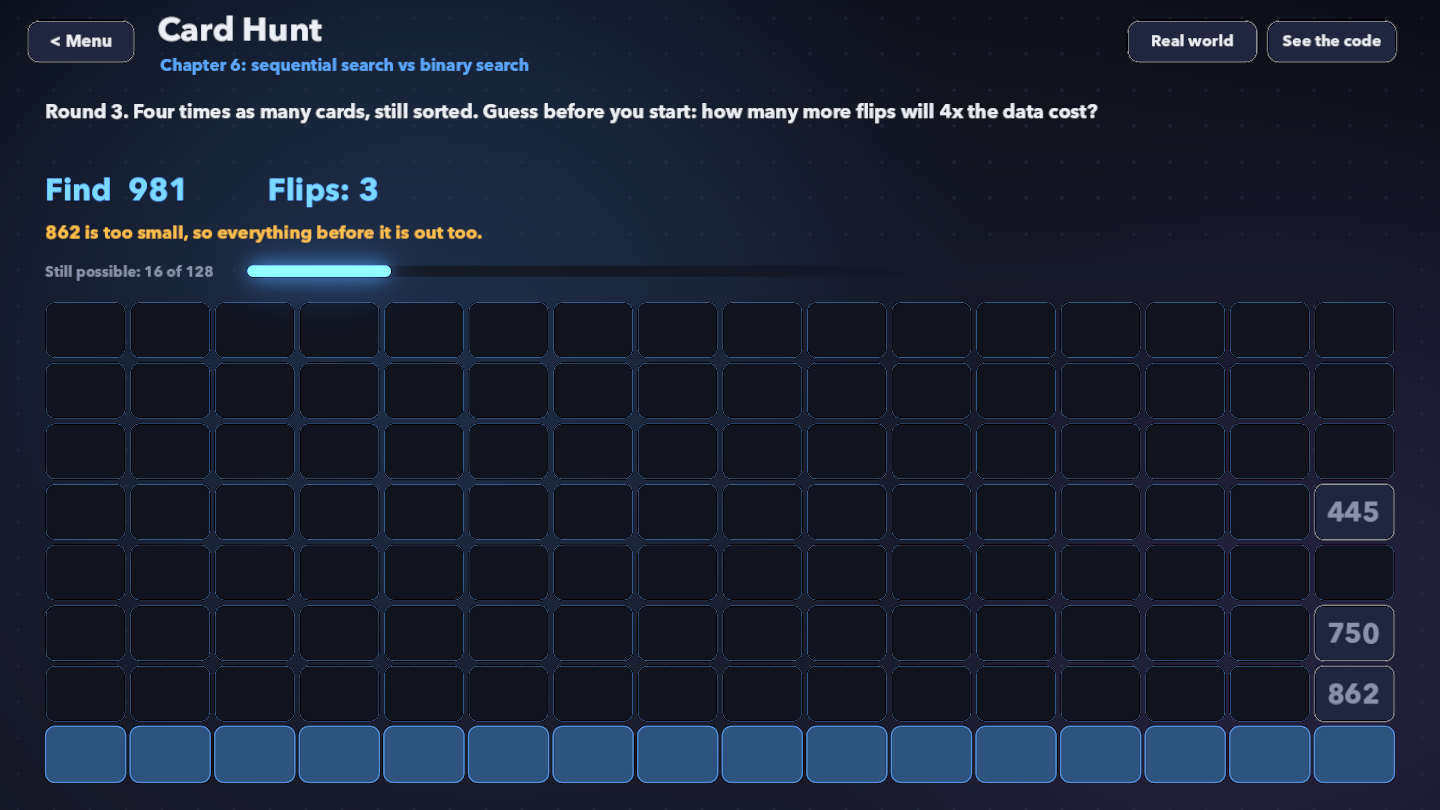 < Menu
Card Hunt
Chapter 6: sequential search vs binary search
Real world
See the code
Round 3. Four times as many cards, still sorted. Guess before you start: how many more flips will 4x the data cost?
Find 981
Flips: 3
862 is too small, so everything before it is out too.
Still possible: 16 of 128
445
750
862